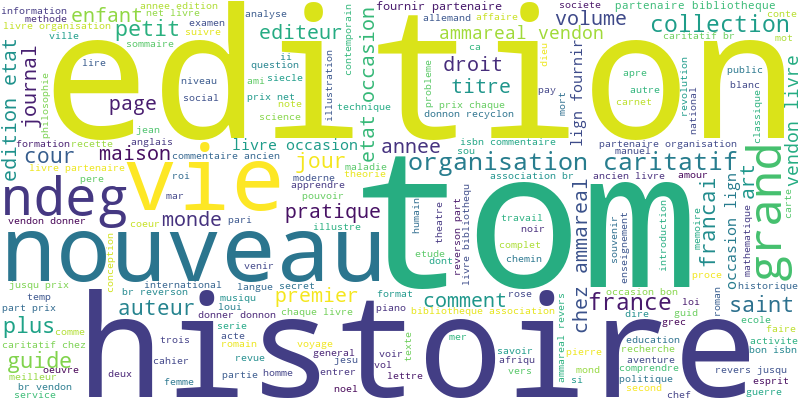 information
methode
enfant
annee edition
net livre
examen
analyse
societe
fournir partenaire
partenaire bibliotheque
conte
livre organisation
suivre
allemand
affaire
volume
caritatif br
mot
ville
petit
editeur
contemporain
ammareal vendon
collection
edition
sommaire
ii
question
ca
dieu
droit
lire
ami
siecle
illustration
etat occasion
probleme
titre
apre
revolution
public
edition etat
journal
philosophie
niveau
prix net
prix chaque
pay
lign fournir
autre
blanc
classique
vendon livre
page
social
note
technique
donnon recyclon
mort
carnet
national
science
jean
anglais
formation
recette
livre occasion
annee
isbn commentaire
partenaire organisation
cour
maison
commentaire ancien
jour
sou
manuel
livre partenaire
vie
roi
moderne
maladie
theorie
organisation caritatif
ancien livre
amour
grand
pere
apprendre
association br
art
ndeg
mar
pouvoir
tom
humain
theatre
reverson part
livre bibliothequ
travail
chez ammareal
souvenir
enseignement
francai
memoire
occasion lign
mathematique
carte
vendon donner
coeur
monde
pari
pratique
illustre
noir
complet
introduction
nouveau
conception
venir
etude
dont
chemin
proce
historique
jusqu prix
international
langue secret
temp
br reverson
musiqu
premier
format
rose
occasion bon
part prix
auteur
loui
donner donnon
chaque livre
piano
comment
france
loi
roman
saint
bibliotheque association
guid
plus
comme
serie
histoire
texte
mer
ammareal revers
dire
grec
ecole
trois
acte
romain
voyage
education
faire
caritatif chez
guide
cahier
revue
general
voir
savoir
pierre
recherche
activite
jesu
afriqu
aventure
bon isbn
oeuvre
vol
meilleur
deux
partie
homme
entrer
lettre
vers
mond
comprendre
revers jusqu
br vendon
femme
si
politique
esprit
service
noel
second
chef
guerre